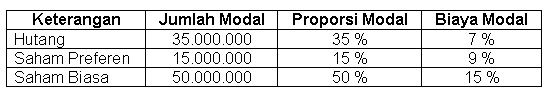 Keterangan Jumlah Modal Proporsi Modal Biaya Modal
Hutang 35.000.000 35 % 7 %
Saham Preferen 15.000.000 15 % 9 %
Saham Biasa 50.000.000 50 % 15 %